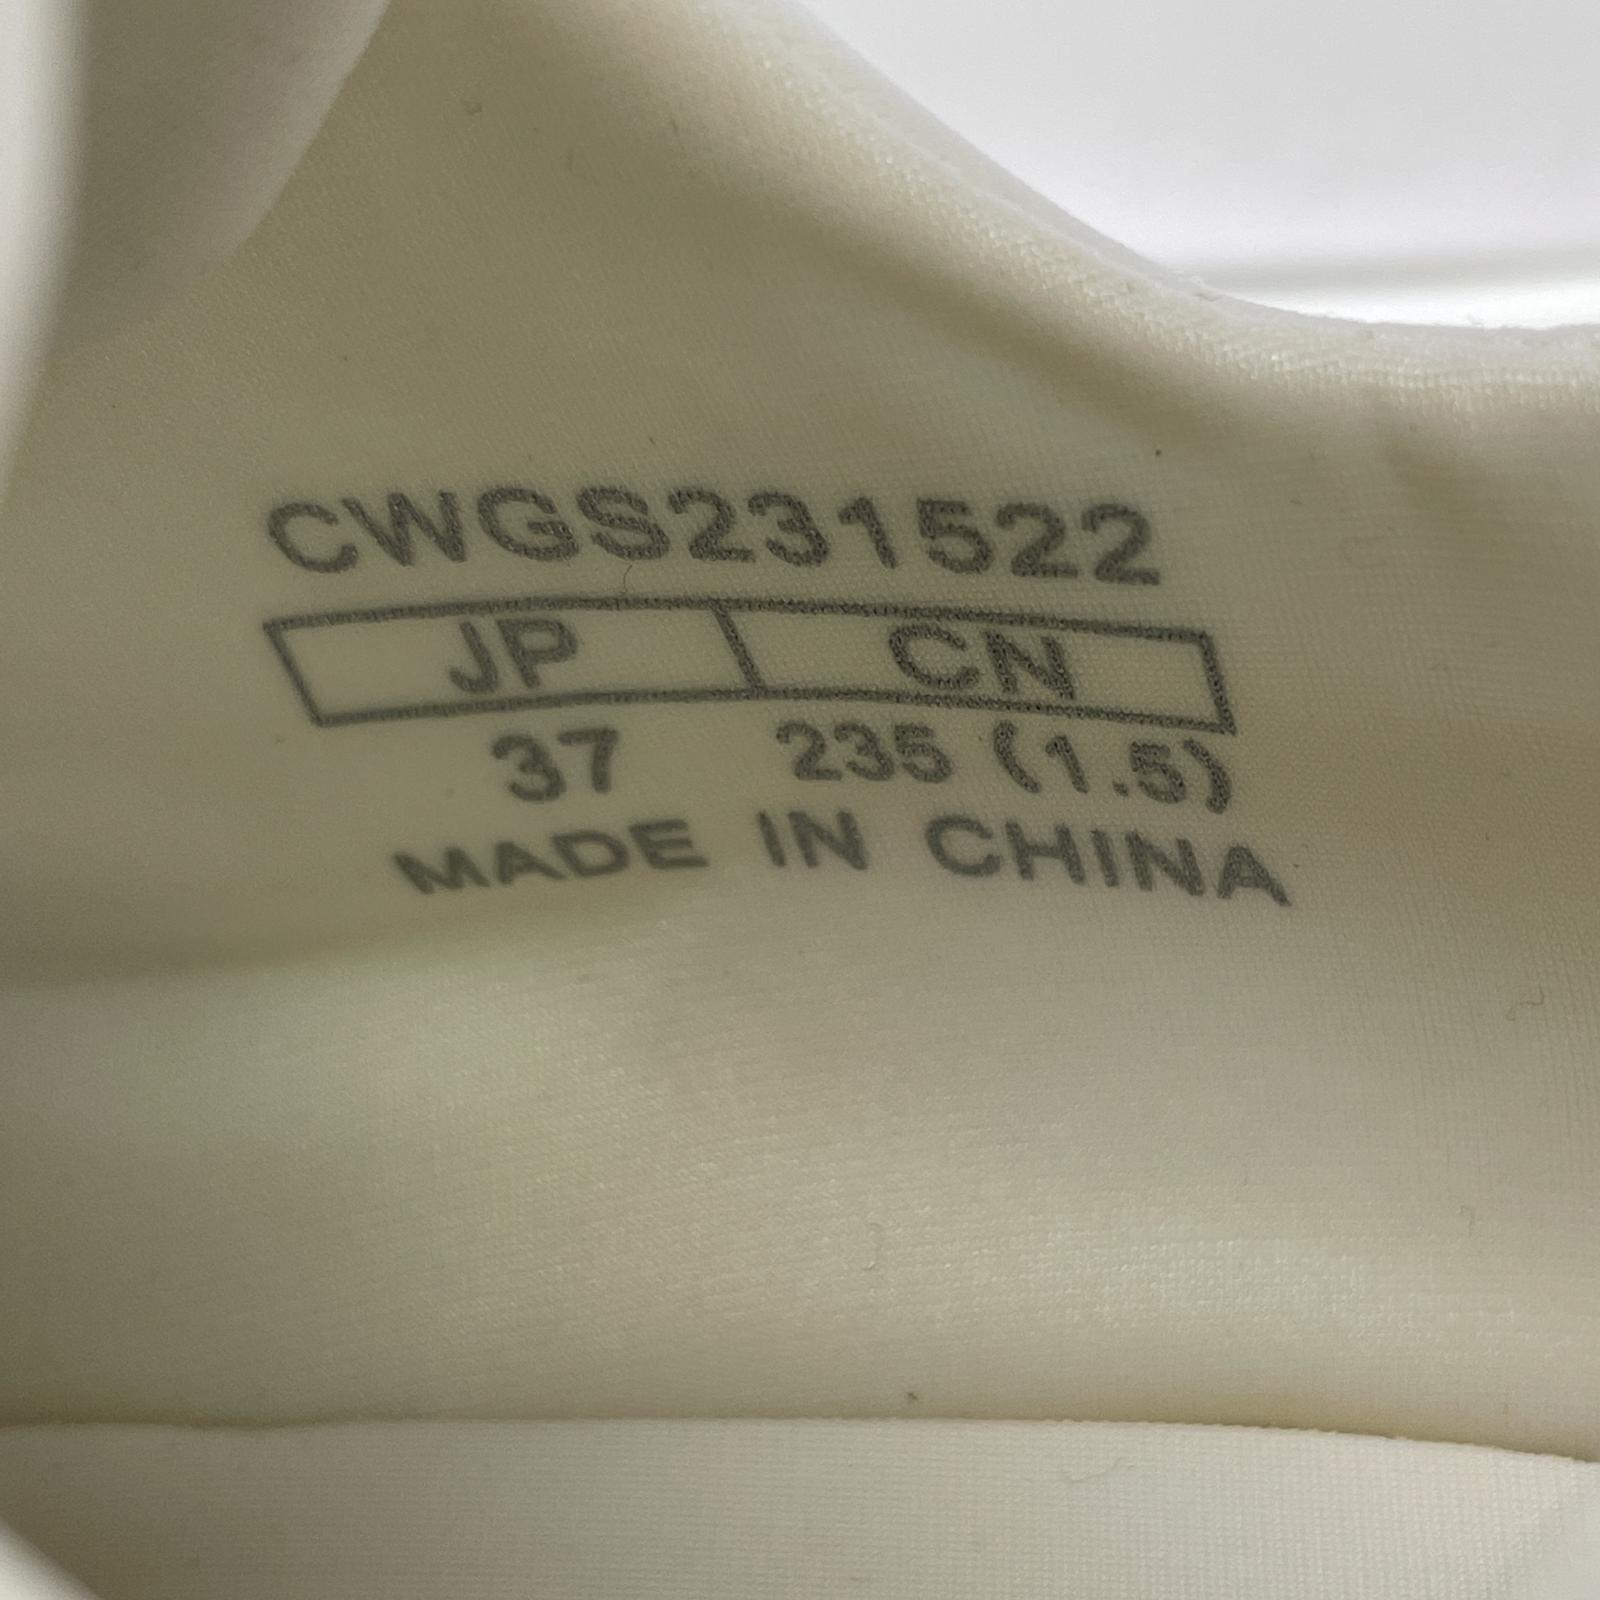 CWGS231522
JP CN
37 235 (1.5)
MADE IN CHINA